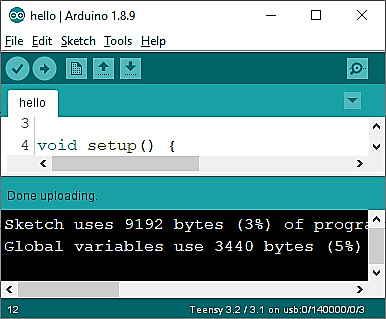 hello | Arduino 1.8.9
File Edit Sketch Tools Help
hello
3
4 void setup() {
Done uploading.
Sketch uses 9192 bytes (3%) of progra
Global variables use 3440 bytes (5%)
12 Teensy 3.2 / 3.1 on usb:0/140000/0/3